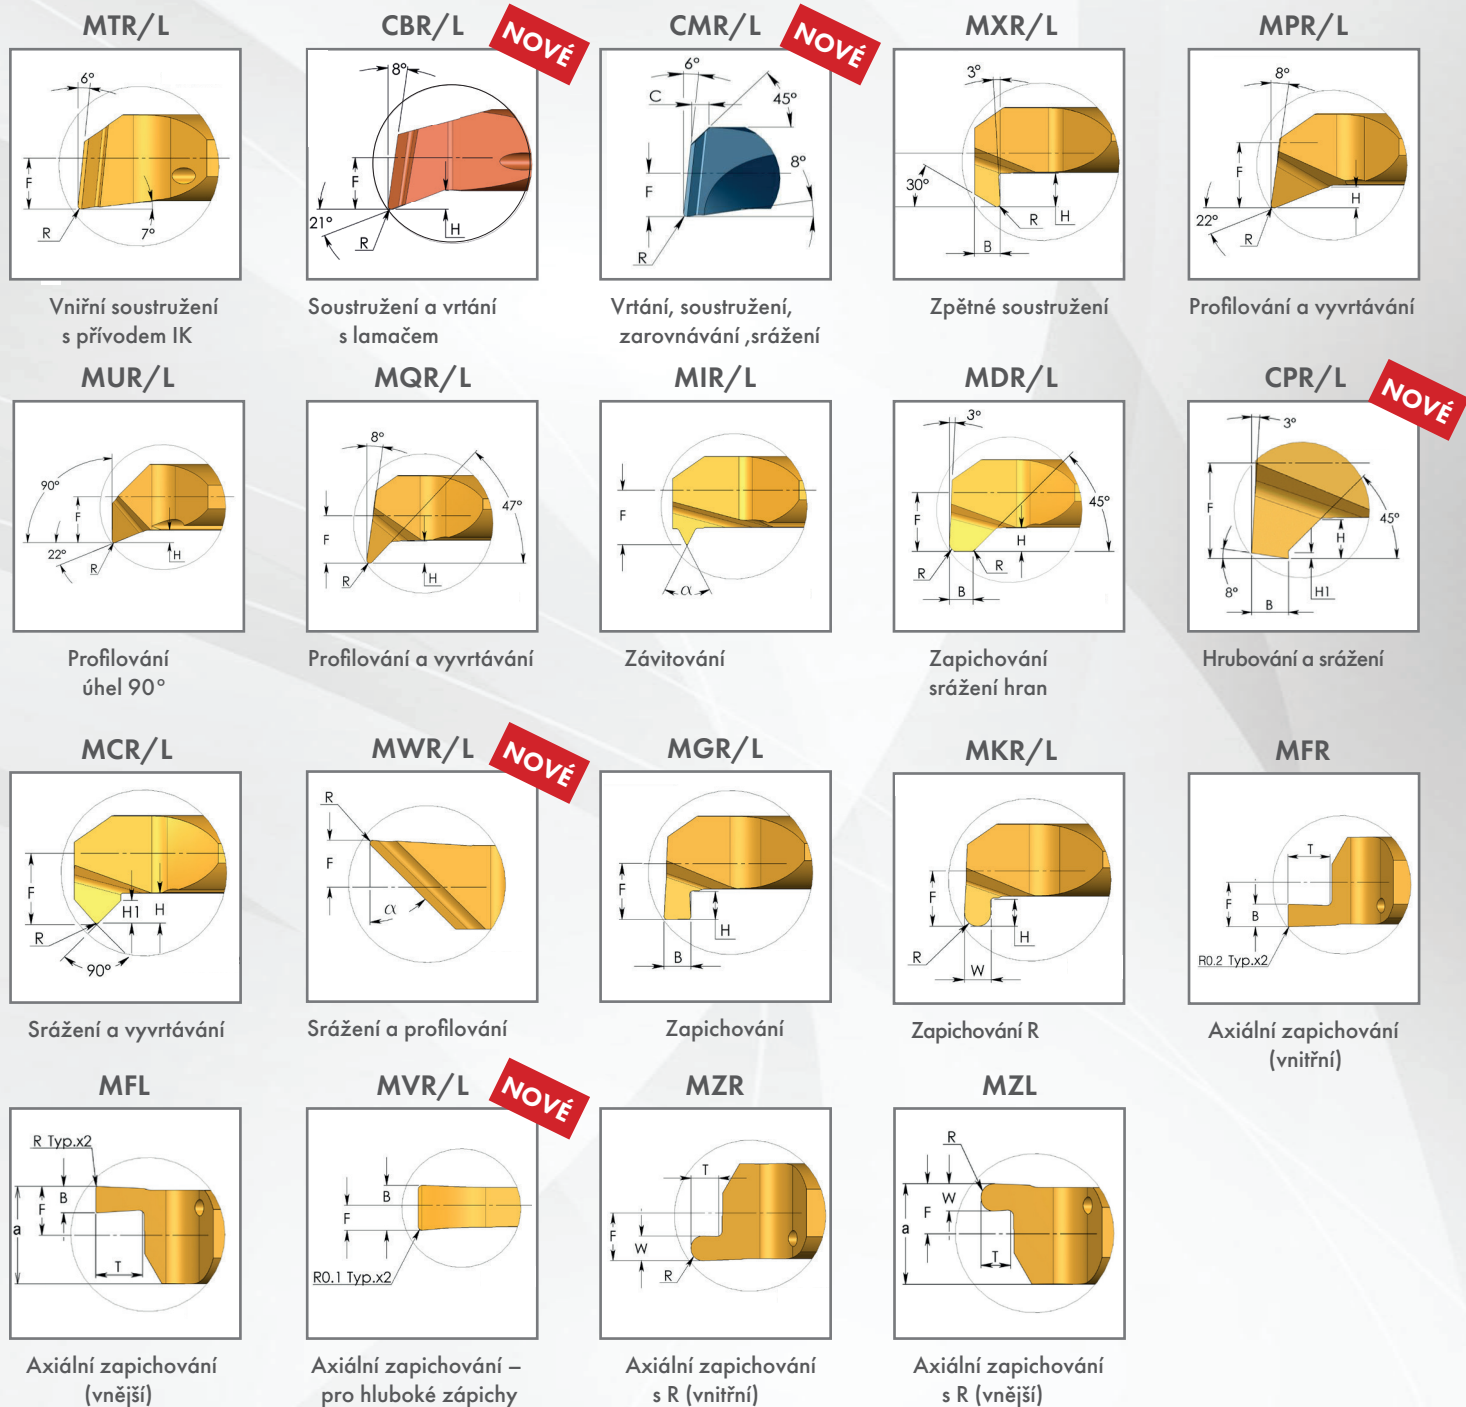 MTR/L
CBR/L
NOVÉ
CMR/L
NOVÉ
MXR/L
MPR/L
6°
F
R
7°
8°
F
21°
R
H
6°
C
45°
8°
F
R
3°
30°
R
H
B
8°
F
H
22°
R
Vniřní soustružení
s přívodem IK
Soustružení a vrtání
s lamačem
Vrtání, soustružení,
zarovnávání ,srážení
Zpětné soustružení
Profilování a vyvrtávání
MUR/L
MQR/L
MIR/L
MDR/L
CPR/L
NOVÉ
90°
F
22°
R
H
8°
47°
F
R
H
F
α
3°
45°
F
H
R
R
B
3°
F
45°
H
8°
B
H1
Profilování
úhel 90°
Profilování a vyvrtávání
Závitování
Zapichování
srážení hran
Hrubování a srážení
MCR/L
MWR/L
NOVÉ
MGR/L
MKR/L
MFR
F
H1
H
R
90°
R
F
α
F
H
B
F
R
H
W
T
F
B
R0.2 Typ.x2
Srážení a vyvrtávání
Srážení a profilování
Zapichování
Zapichování R
Axiální zapichování
(vnitřní)
MFL
MVR/L
NOVÉ
MZR
MZL
R Typ.x2
B
F
a
T
B
F
R0.1 Typ.x2
T
F
W
R
R
W
F
a
T
Axiální zapichování
(vnější)
Axiální zapichování –
pro hluboké zápichy
Axiální zapichování
s R (vnitřní)
Axiální zapichování
s R (vnější)